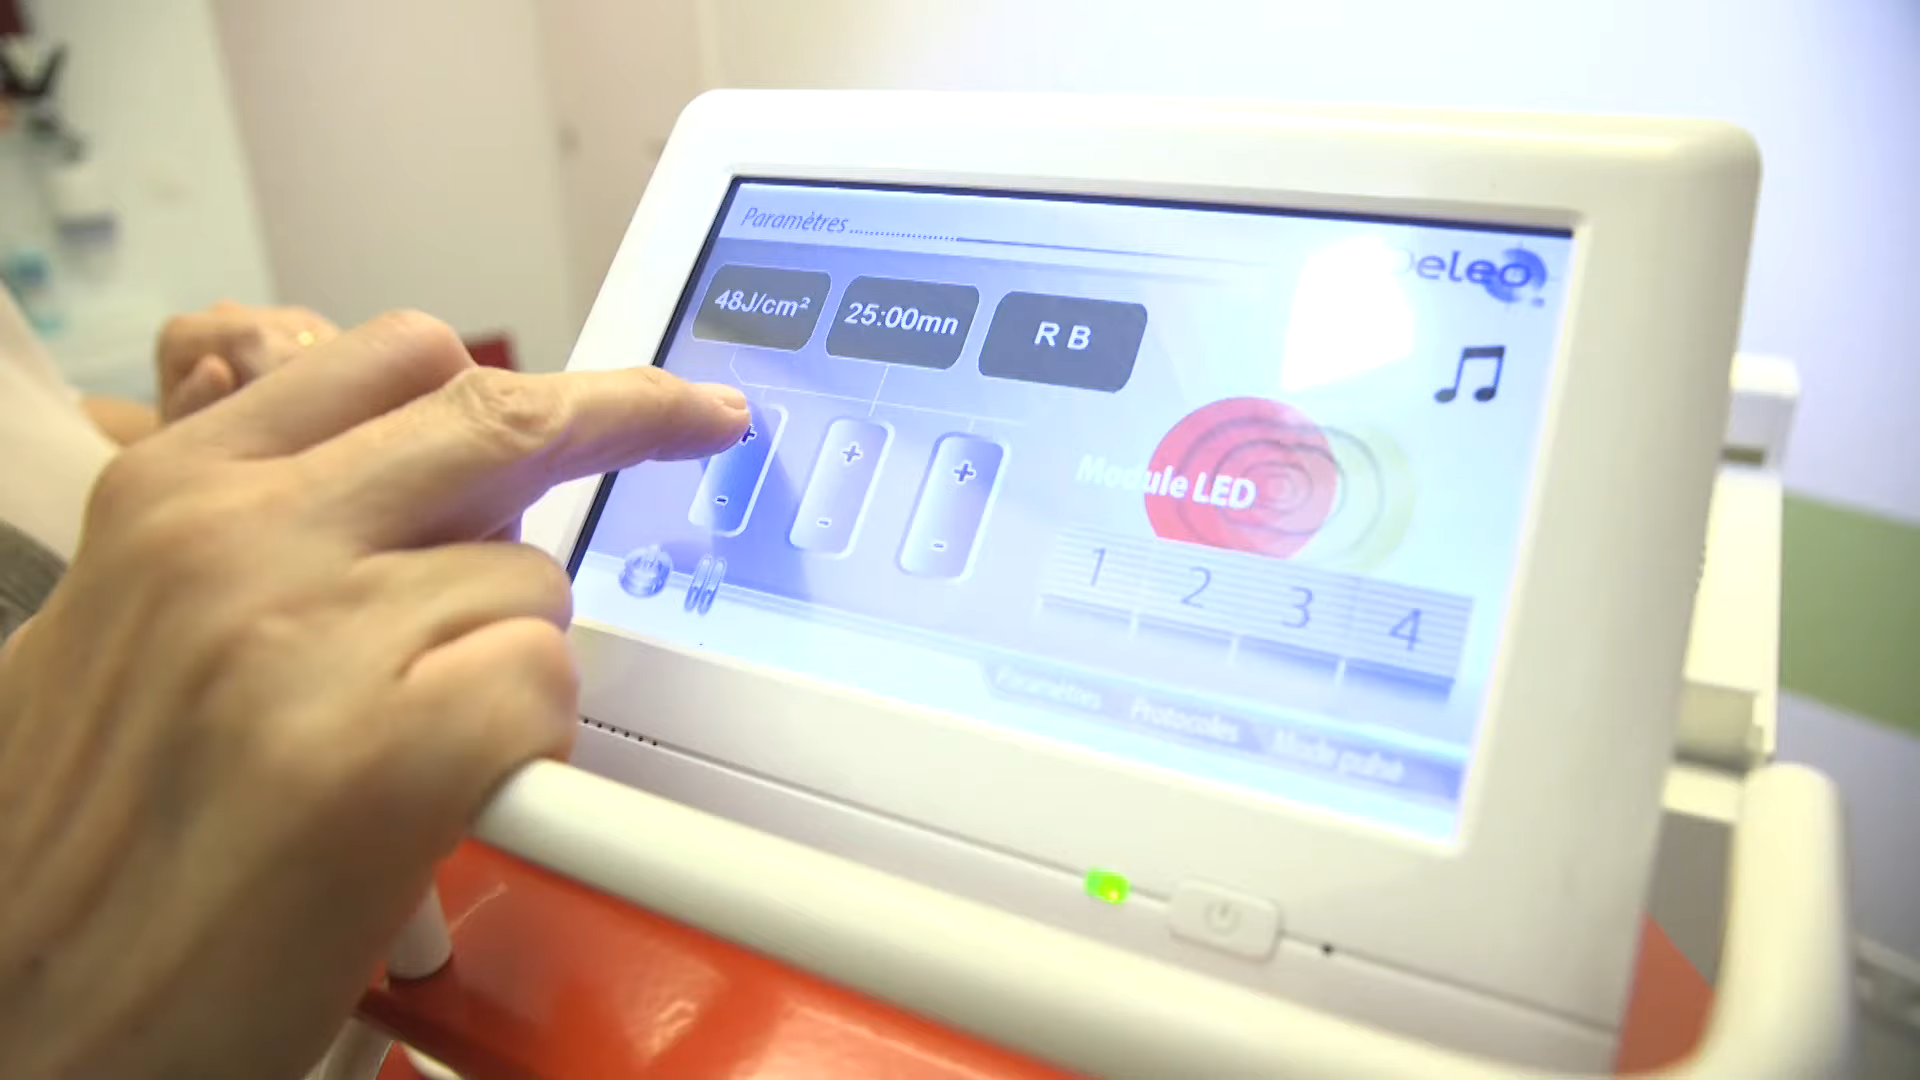 Paramètres
Deleo
48J/cm²
25:00mn
R B
+
+
+
-
-
-
Module LED
1
2
3
4
Paramètres
Protocoles
Mode pulsé